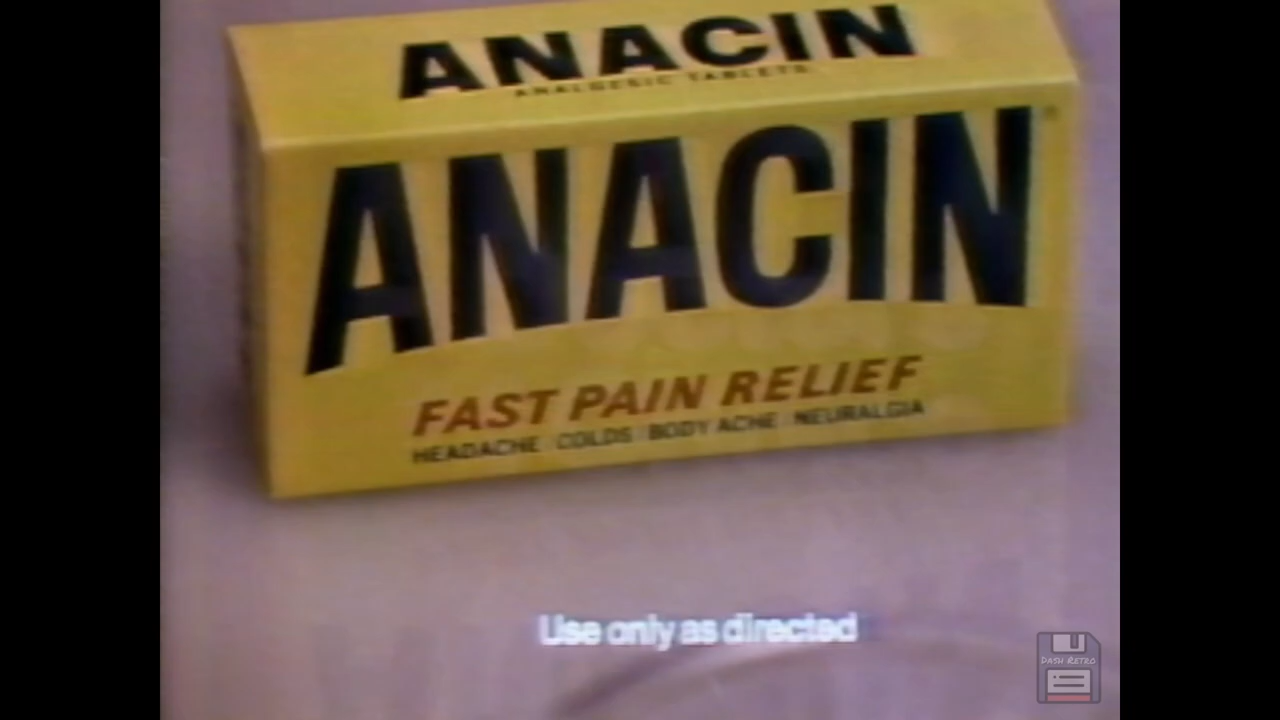 ANACIN
ANALGESIC TABLETS
ANACIN
FAST PAIN RELIEF
HEADACHE COLDS BODY ACHE NEURALGIA
Use only as directed
DASH RETRO